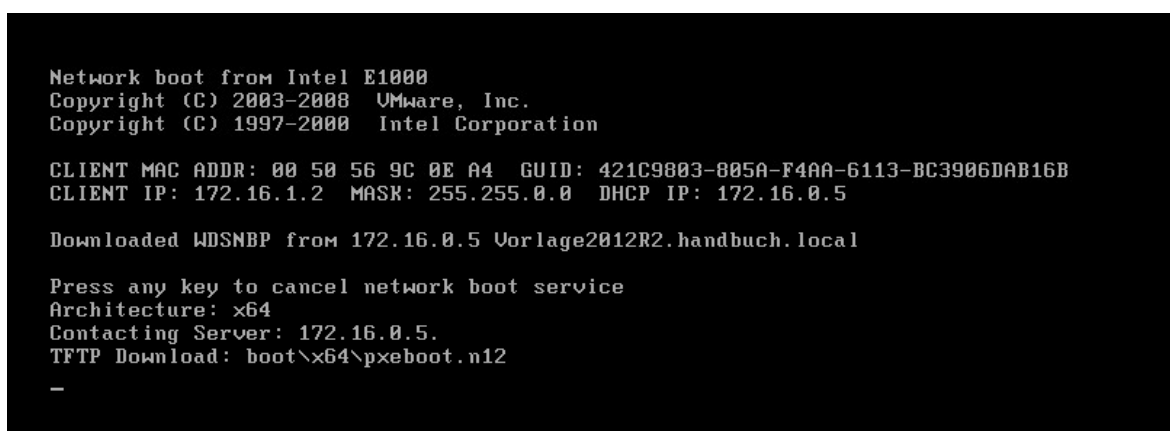 Network boot from Intel E1000
Copyright (C) 2003-2008  VMware, Inc.
Copyright (C) 1997-2000  Intel Corporation
CLIENT MAC ADDR: 00 50 56 9C 0E A4  GUID: 421C9803-805A-F4AA-6113-BC3906DAB16B
CLIENT IP: 172.16.1.2  MASK: 255.255.0.0  DHCP IP: 172.16.0.5
Downloaded WDSNBP from 172.16.0.5 Vorlage2012R2.handbuch.local
Press any key to cancel network boot service
Architecture: x64
Contacting Server: 172.16.0.5.
TFTP Download: boot\x64\pxeboot.n12